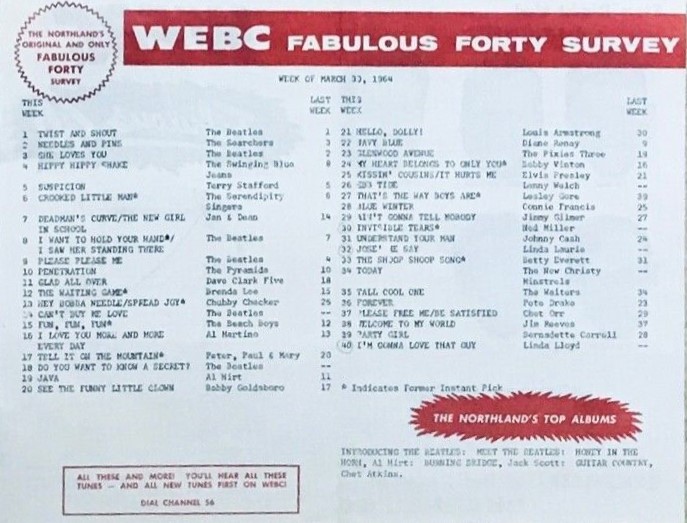 THE NORTHLAND'S
ORIGINAL AND ONLY
FABULOUS
FORTY
SURVEY
WEBC FABULOUS FORTY SURVEY
WEEK OF MARCH 30, 1964
THIS WEEK LAST WEEK
1 TWIST AND SHOUT The Beatles 1
2 NEEDLES AND PINS The Searchers 3
3 SHE LOVES YOU The Beatles 2
4 HIPPY HIPPY SHAKE The Swinging Blue Jeans 8
5 SUSPICION Terry Stafford 5
6 CROOKED LITTLE MAN* The Serendipity Singers 6
7 DEADMAN'S CURVE/THE NEW GIRL Jan & Dean 14
IN SCHOOL
8 I WANT TO HOLD YOUR HAND*/ The Beatles 7
I SAW HER STANDING THERE
9 PLEASE PLEASE ME The Beatles 4
10 PENETRATION The Pyramids 10
11 GLAD ALL OVER Dave Clark Five 18
12 THE WAITING GAME* Brenda Lee 15
13 HEY BOBBA NEEDLE/SPREAD JOY* Chubby Checker 25
14 CAN'T BUY ME LOVE The Beatles --
15 FUN, FUN, FUN* The Beach Boys 12
16 I LOVE YOU MORE AND MORE Al Martino 13
EVERY DAY
17 TELL IT ON THE MOUNTAIN* Peter, Paul & Mary 20
18 DO YOU WANT TO KNOW A SECRET? The Beatles --
19 JAVA Al Hirt 11
20 SEE THE FUNNY LITTLE CLOWN Bobby Goldsboro 17
THIS WEEK LAST WEEK
21 HELLO, DOLLY! Louis Armstrong 30
22 NAVY BLUE Diane Renay 9
23 GLENWOOD AVENUE The Pixies Three 19
24 MY HEART BELONGS TO ONLY YOU* Bobby Vinton 16
25 KISSIN' COUSINS/IT HURTS ME Elvis Presley 21
26 EBB TIDE Lenny Welch --
27 THAT'S THE WAY BOYS ARE* Lesley Gore
28 BLUE WINTER Connie Francis 25
29 AIN'T GONNA TELL NOBODY Jimmy Gilmer 27
30 INVISIBLE TEARS* Ned Miller --
31 UNDERSTAND YOUR MAN Johnny Cash 24
32 JOSE' Linda Laurie --
33 THE SHOOP SHOOP SONG* Betty Everett 31
34 TODAY The New Christy Minstrels --
35 TALL COOL ONE The Wailers 34
36 FOREVER Pete Drake 23
37 PLEASE FREE ME/BE SATISFIED Chet Orr 29
38 WELCOME TO MY WORLD Jim Reeves 37
39 PARTY GIRL Bernadette Carroll 28
40 I'M GONNA LOVE THAT GUY Linda Lloyd --
* Indicates Former Instant Pick
THE NORTHLAND'S TOP ALBUMS
INTRODUCING THE BEATLES: MEET THE BEATLES: HONEY IN THE
HORN, Al Hirt: BURNING BRIDGE, Jack Scott: GUITAR COUNTRY,
Chet Atkins.
ALL THESE AND MORE! YOU'LL HEAR ALL THESE
TUNES — AND ALL NEW TUNES FIRST ON WEBC!
DIAL CHANNEL 56